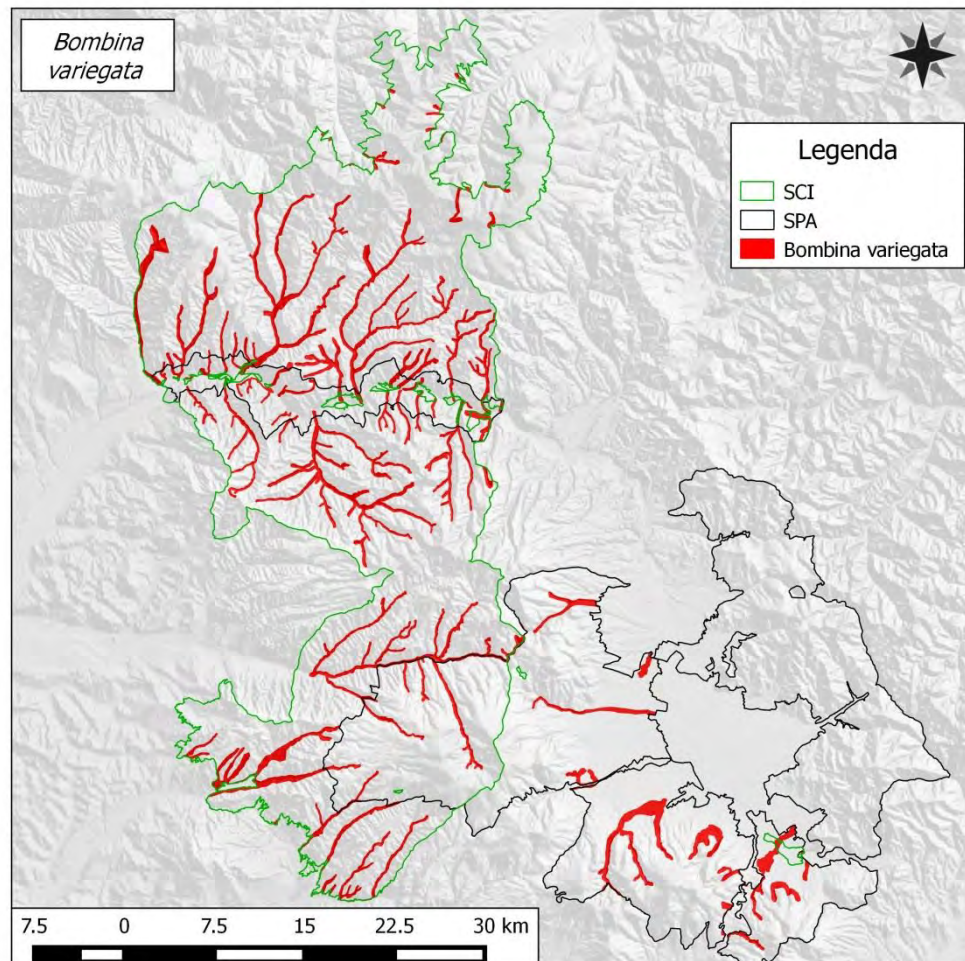 Bombina
variegata
Legenda
SCI
SPA
Bombina variegata
7.5 0 7.5 15 22.5 30 km